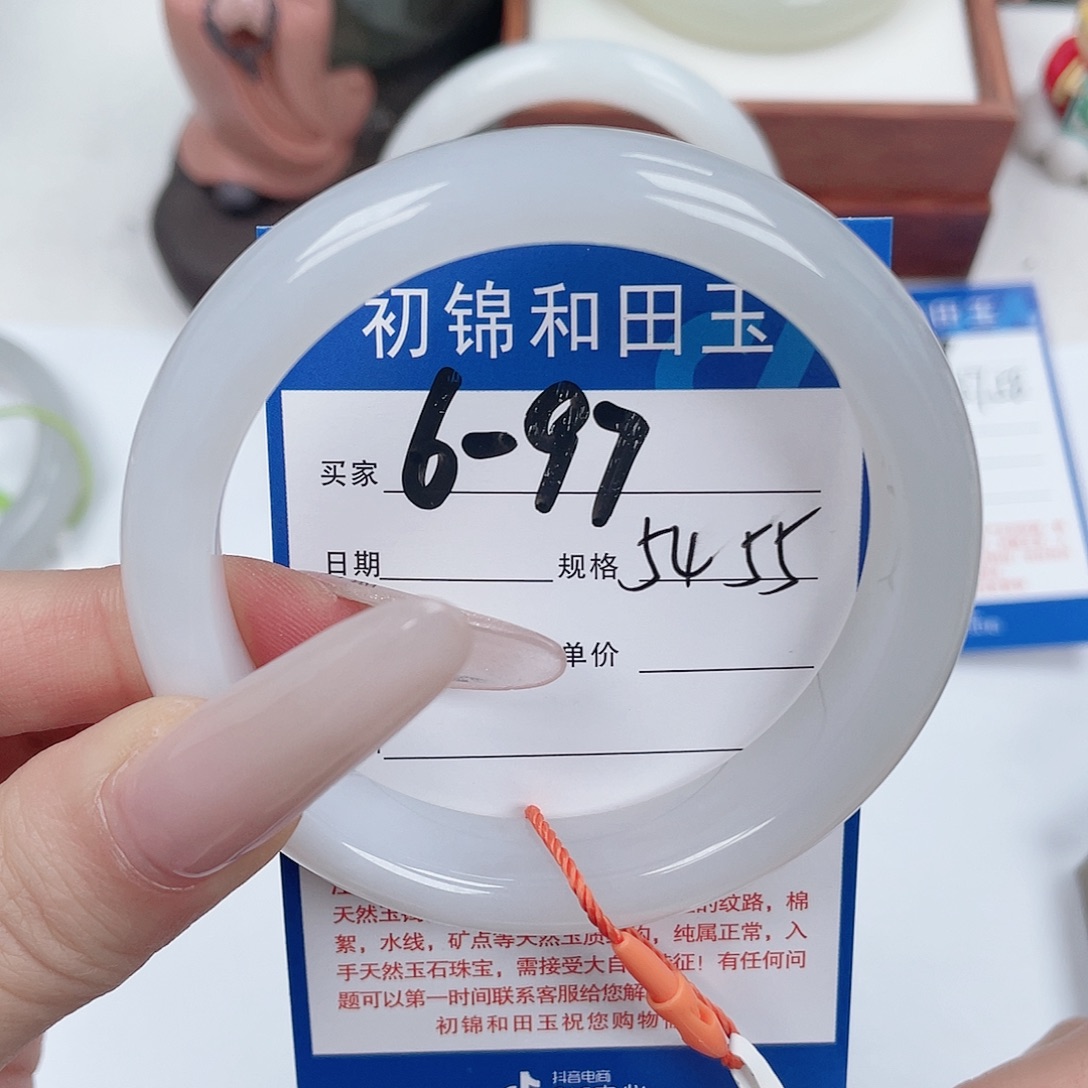 初锦和田玉
买家 6-97
日期 规格 54 55
单价
天然玉 的纹路，棉
絮，水线，矿点等天然玉质结构，纯属正常，入
手天然玉石珠宝，需接受大自 特征！有任何问
题可以第一时间联系客服给您解
初锦和田玉祝您购物
抖音电商
田玉